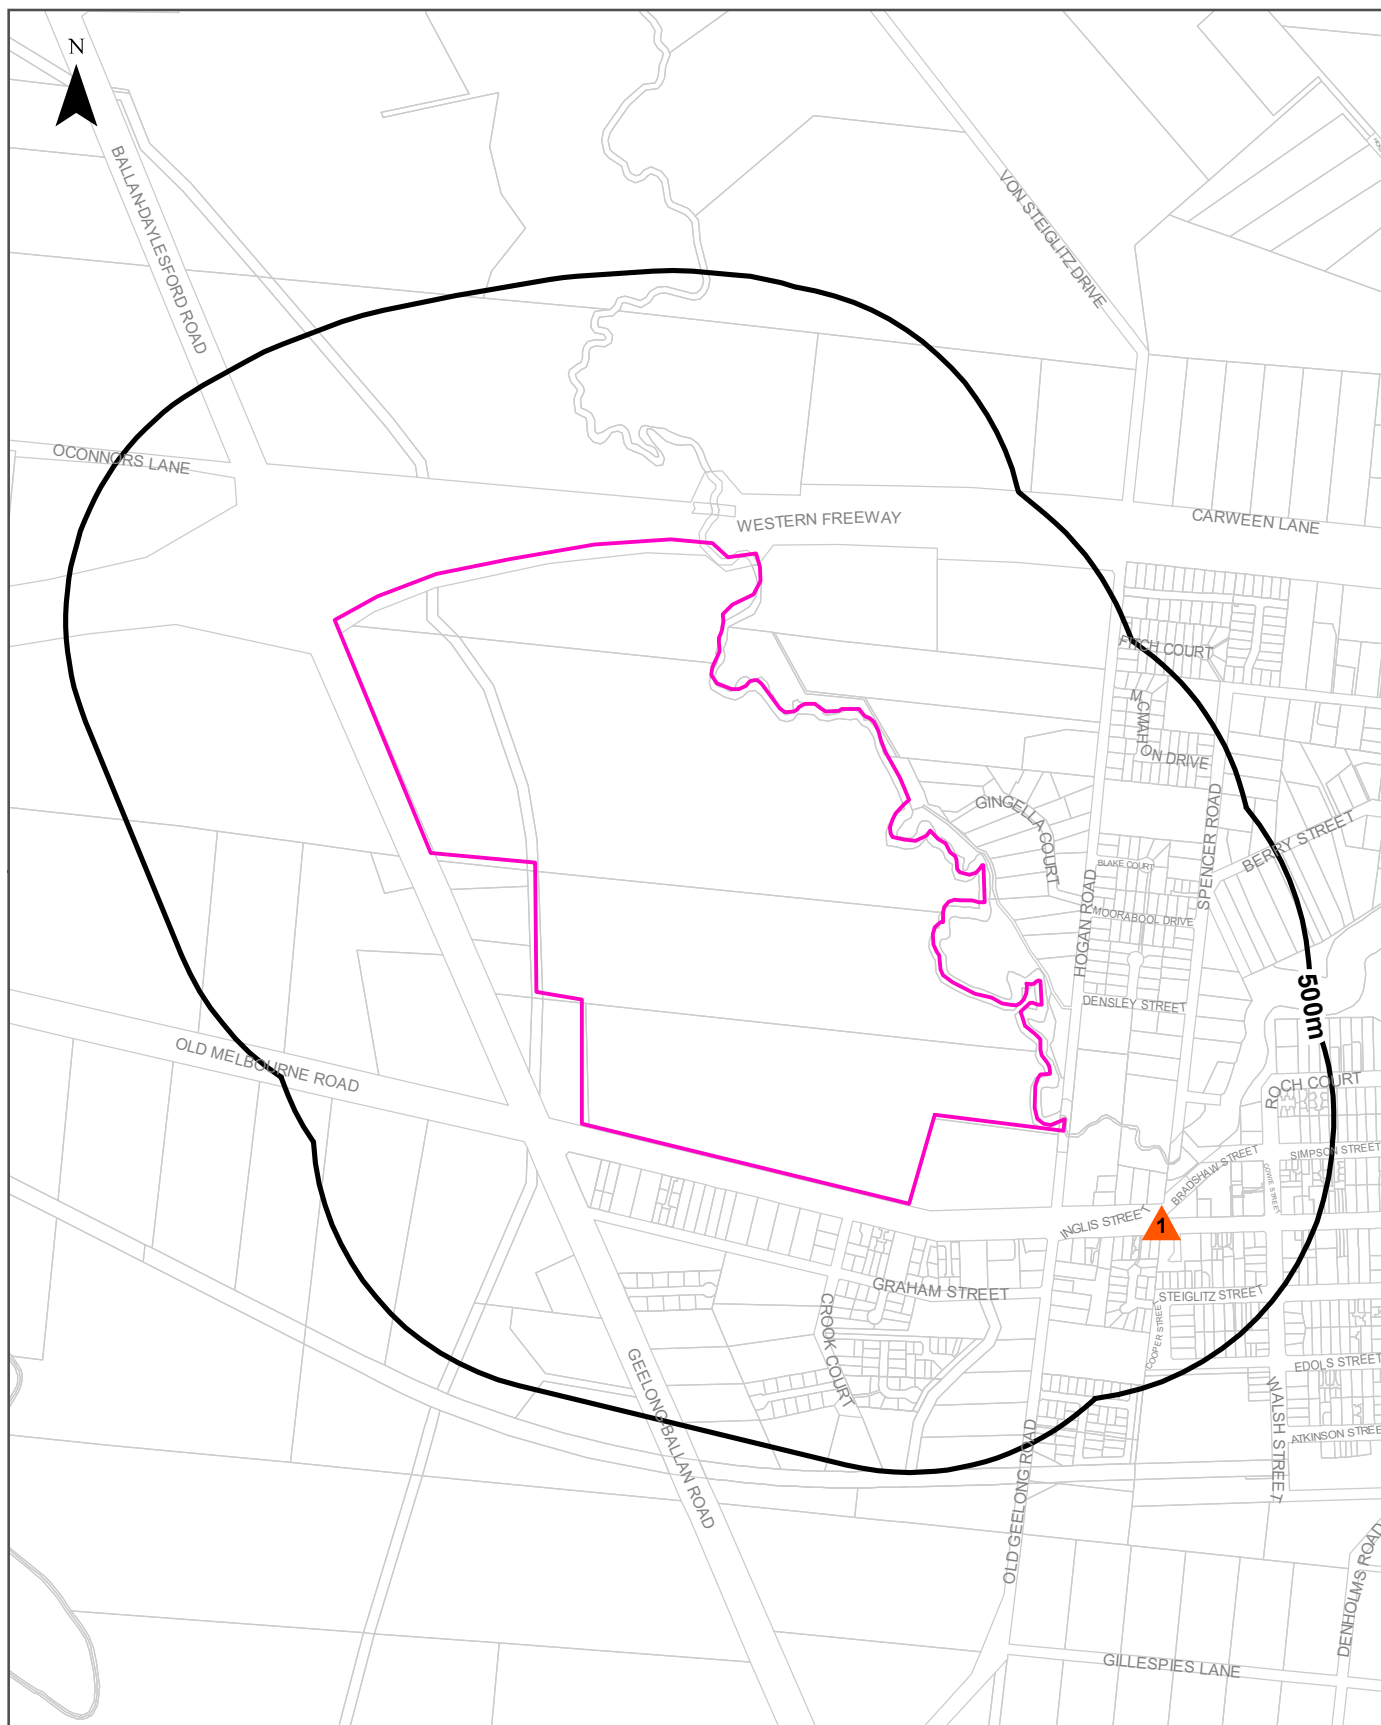 N
BALLAN-DAYLESFORD ROAD
VON STEIGLITZ DRIVE
OCONNORS LANE
WESTERN FREEWAY
CARWEEN LANE
FITCH COURT
MCMAHON DRIVE
GINGELLA COURT
SPENCER ROAD
BERRY STREET
BLAKE COURT
HOGAN ROAD
MOORABOOL DRIVE
DENSLEY STREET
500m
OLD MELBOURNE ROAD
ROCH COURT
SIMPSON STREET
BRADSHAW STREET
COWIE STREET
INGLIS STREET
1
GRAHAM STREET
STEIGLITZ STREET
CROOK COURT
COOPER STREET
EDOLS STREET
GEELONG-BALLAN ROAD
WALSH STREET
ATKINSON STREE
OLD GEELONG ROAD
DENHOLMS ROAD
GILLESPIES LANE